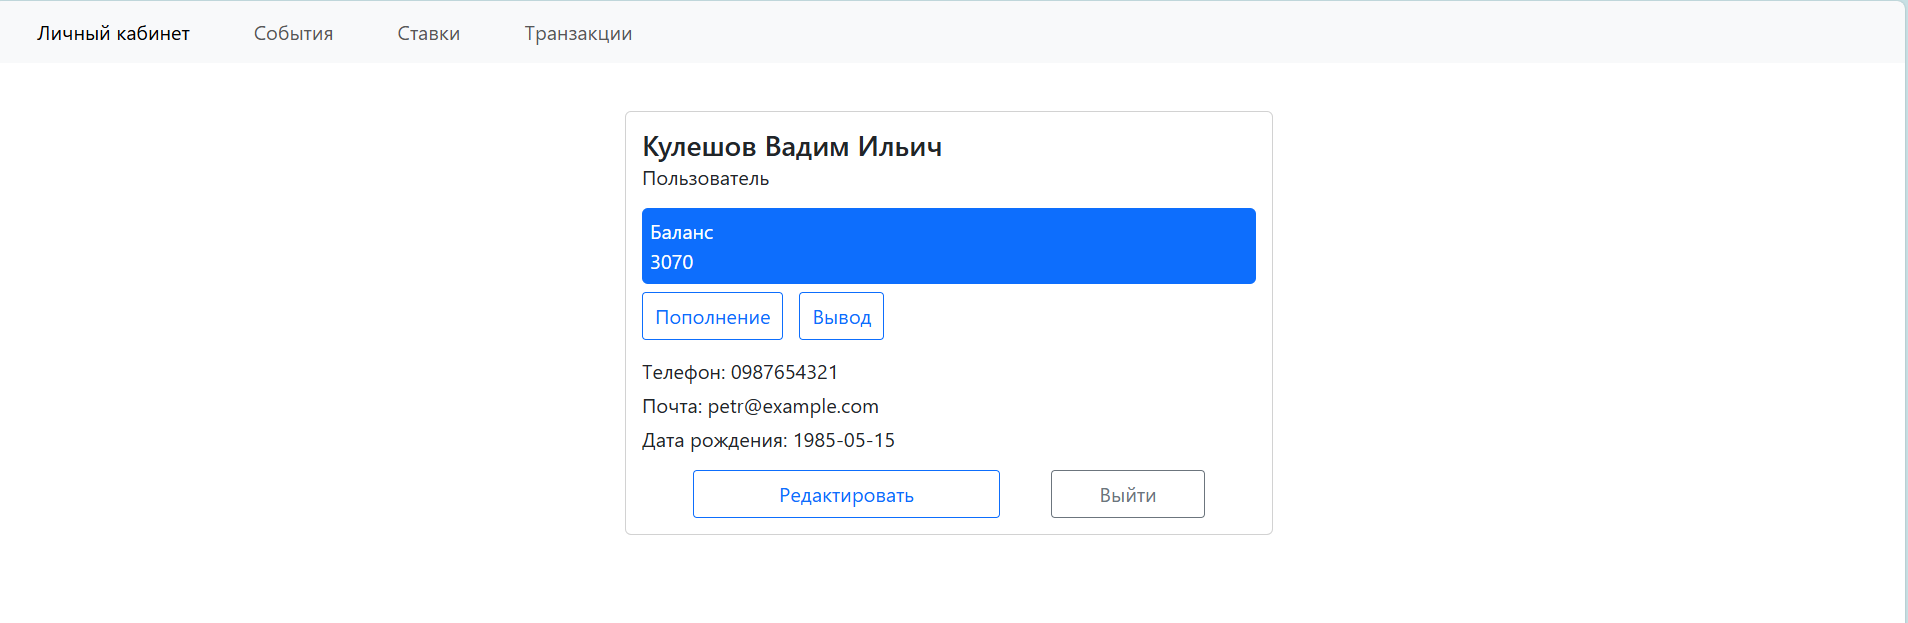 Личный кабинет События Ставки Транзакции
Кулешов Вадим Ильич
Пользователь
Баланс
3070
Пополнение Вывод
Телефон: 0987654321
Почта: petr@example.com
Дата рождения: 1985-05-15
Редактировать Выйти